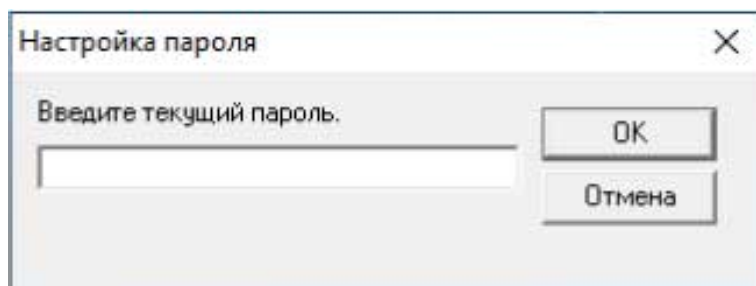 Настройка пароля
Введите текущий пароль.
OK
Отмена